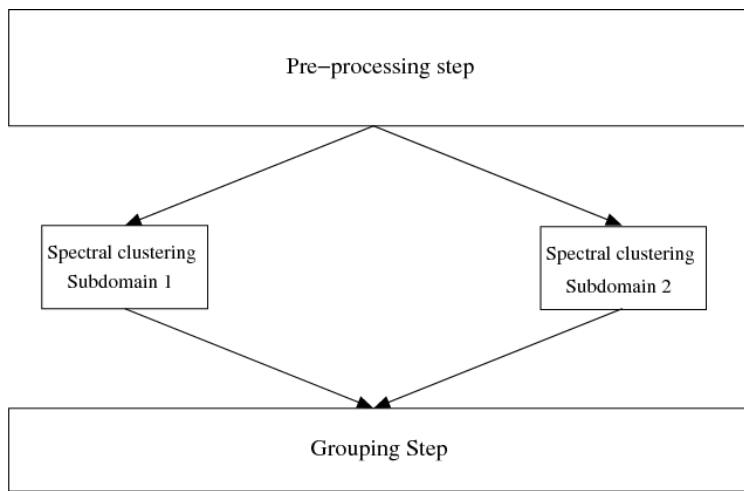 Pre−processing step
Spectral clustering
Subdomain 1
Spectral clustering
Subdomain 2
Grouping Step